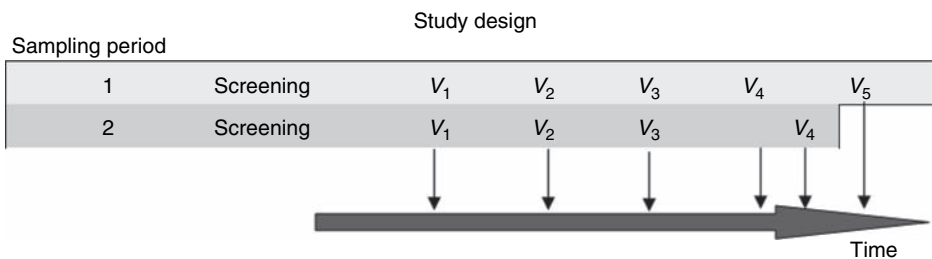 Study design
Sampling period
1 Screening V₁ V₂ V₃ V₄ V₅
2 Screening V₁ V₂ V₃ V₄
Time